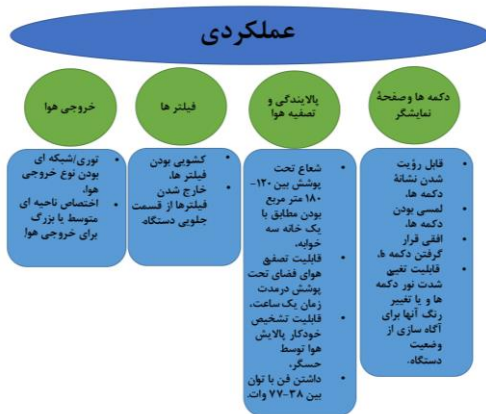 عملکردی
دکمه ها وصفحهٔ
نمایشگر
پالایندگی و
تصفیه هوا
فیلتر ها
خروجی هوا
قابل رؤیت
شدن نشانهٔ
دکمه ها.
لمسی بودن
دکمه ها.
افقی قرار
گرفتن دکمه ه.
قابلیت تغیی
شدت نور دکمه
ها و یا تغییر
رنگ آنها برای
آگاه سازی از
وضعیت
دستگاه.
شعاع تحت
پوشش بین ۱۲۰-
۱۸۰ متر مربع
بودن مطابق با
یک خانه سه
خوابه.
قابلیت تصفی
هوای فضای تحت
پوشش درمدت
زمان یک ساعت.
قابلیت تشخیص
خودکار پالایش
هوا توسط
حسگر.
داشتن فن با توان
بین ۳۸-۷۷ وات.
کشویی بودن
فیلتر ها.
خارج شدن
فیلترها از قسمت
جلویی دستگاه.
توری/شبکه ای
بودن نوع خروجی
هوا.
اختصاص ناحیه ای
متوسط یا بزرگ
برای خروجی هوا.